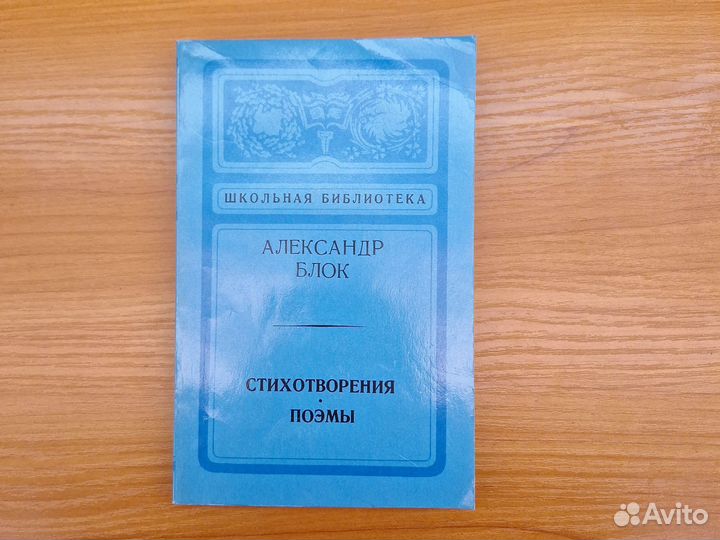 ШКОЛЬНАЯ БИБЛИОТЕКА
АЛЕКСАНДР
БЛОК
СТИХОТВОРЕНИЯ
•
ПОЭМЫ
Avito